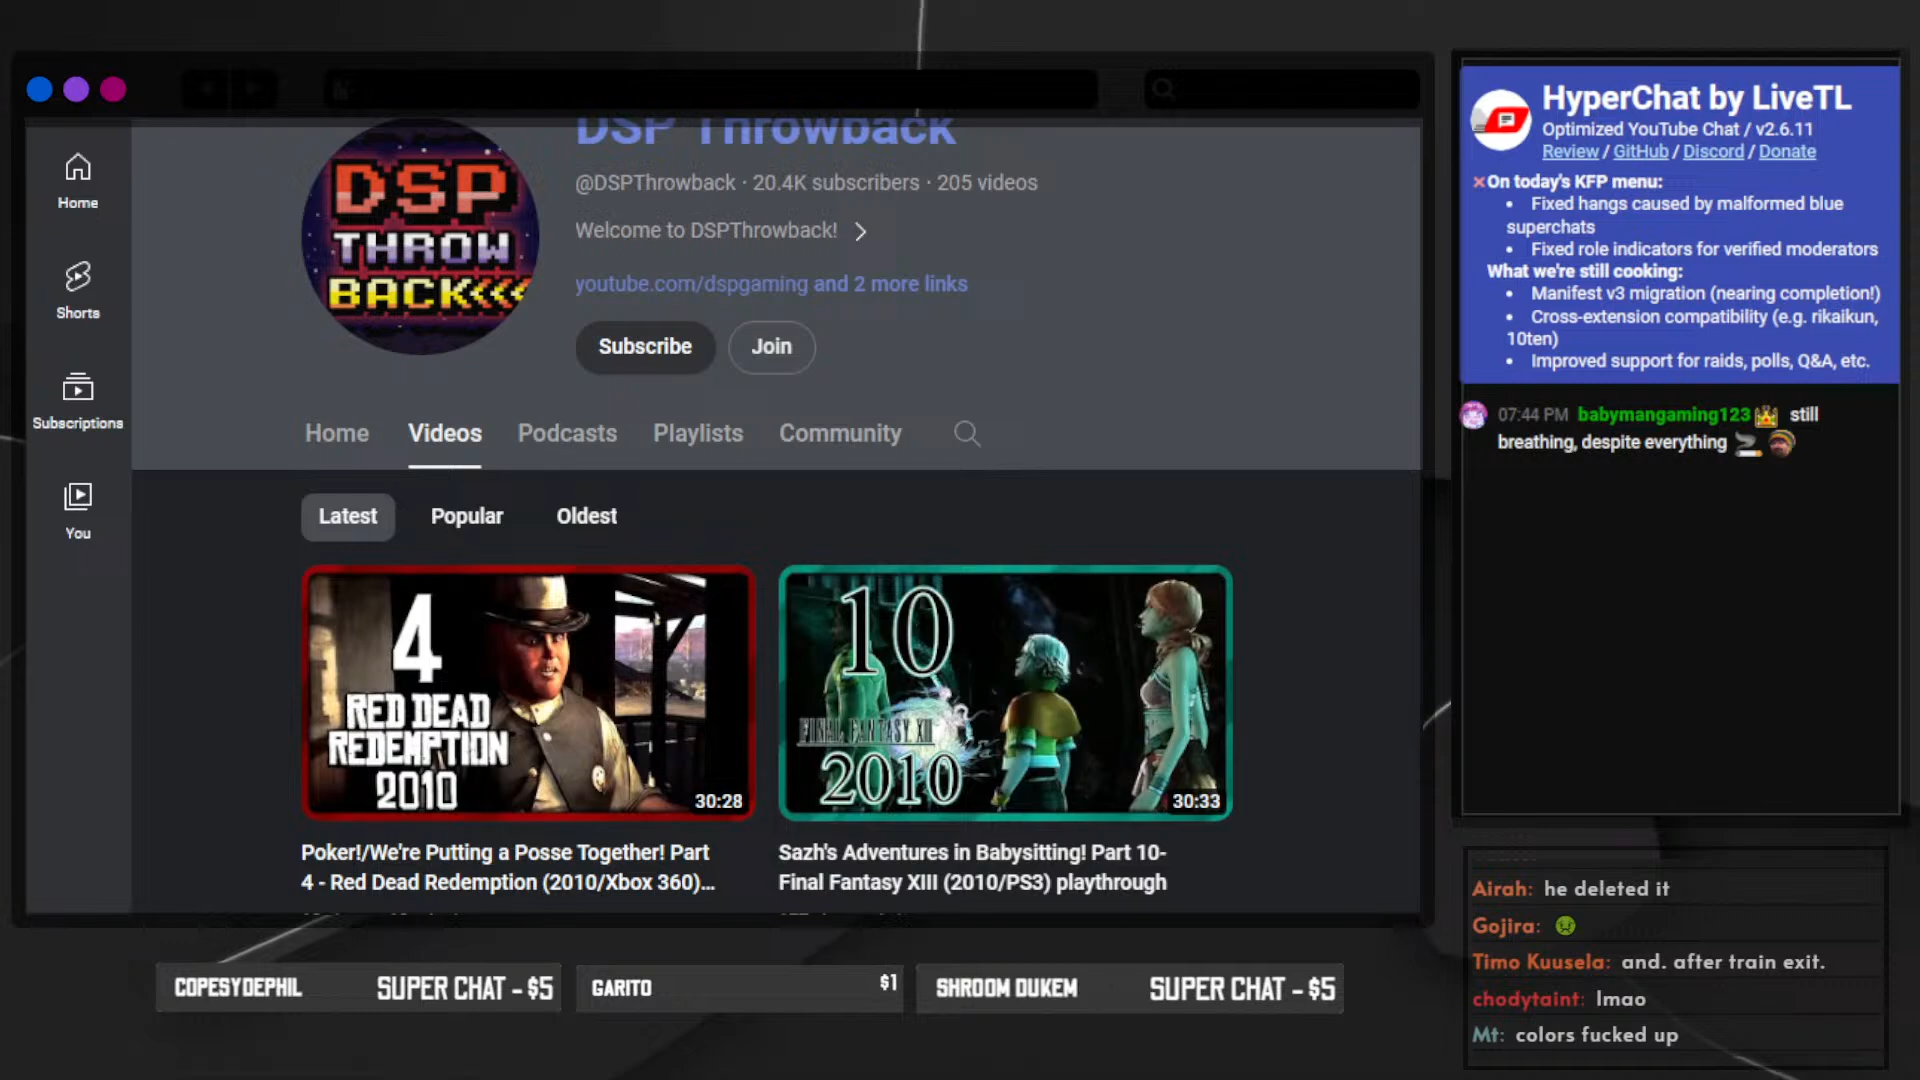 DSP Throwback
@DSPThrowback · 20.4K subscribers · 205 videos
Welcome to DSPThrowback!
youtube.com/dspgaming and 2 more links
Subscribe
Join
DSP
THROW
BACK<<<
Home
Shorts
Subscriptions
You
Home Videos Podcasts Playlists Community
Latest Popular Oldest
4
RED DEAD
REDEMPTION
2010
30:28
10
FINAL FANTASY XIII
2010
30:33
Poker!/We're Putting a Posse Together! Part
4 - Red Dead Redemption (2010/Xbox 360)...
Sazh's Adventures in Babysitting! Part 10-
Final Fantasy XIII (2010/PS3) playthrough
COPESYDEPHIL SUPER CHAT - $5
GARITO $1
SHROOM DUKEM SUPER CHAT - $5
HyperChat by LiveTL
Optimized YouTube Chat / v2.6.11
Review / GitHub / Discord / Donate
On today's KFP menu:
• Fixed hangs caused by malformed blue
superchats
• Fixed role indicators for verified moderators
What we're still cooking:
• Manifest v3 migration (nearing completion!)
• Cross-extension compatibility (e.g. rikaikun,
10ten)
• Improved support for raids, polls, Q&A, etc.
07:44 PM babymangaming123 still
breathing, despite everything
Airah: he deleted it
Gojira:
Timo Kuusela: and. after train exit.
chodytaint: lmao
Mt: colors fucked up